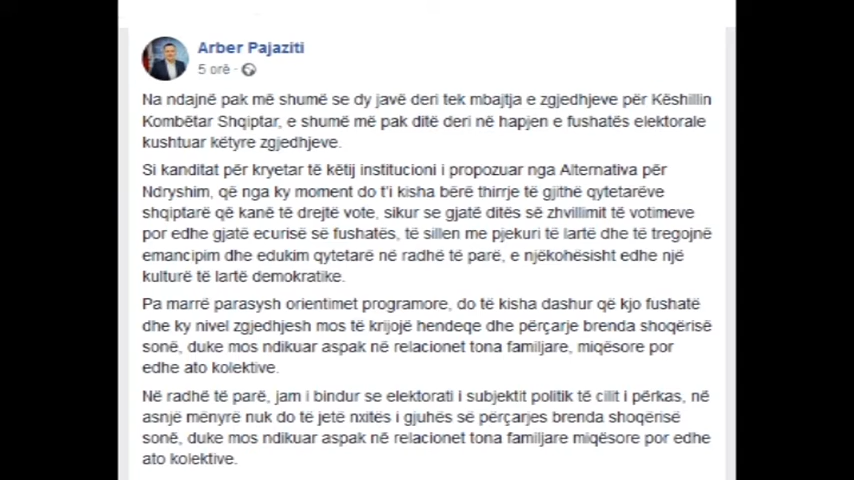 Arber Pajaziti
5 orë ·
Na ndajnë pak më shumë se dy javë deri tek mbajtja e zgjedhjeve për Këshillin
Kombëtar Shqiptar, e shumë më pak ditë deri në hapjen e fushatës elektorale
kushtuar këtyre zgjedhjeve.
Si kanditat për kryetar të këtij institucioni i propozuar nga Alternativa për
Ndryshim, që nga ky moment do t'i kisha bërë thirrje të gjithë qytetarëve
shqiptarë që kanë të drejtë vote, sikur se gjatë ditës së zhvillimit të votimeve
por edhe gjatë ecurisë së fushatës, të sillen me pjekuri të lartë dhe të tregojnë
emancipim dhe edukim qytetarë në radhë të parë, e njëkohësisht edhe një
kulturë të lartë demokratike.
Pa marrë parasysh orientimet programore, do të kisha dashur që kjo fushatë
dhe ky nivel zgjedhjesh mos të krijojë hendeqe dhe përçarje brenda shoqërisë
sonë, duke mos ndikuar aspak në relacionet tona familjare, miqësore por
edhe ato kolektive.
Në radhë të parë, jam i bindur se elektorati i subjektit politik të cilit i përkas, në
asnjë mënyrë nuk do të jetë nxitës i gjuhës së përçarjes brenda shoqërisë
sonë, duke mos ndikuar aspak në relacionet tona familjare miqësore por edhe
ato kolektive.